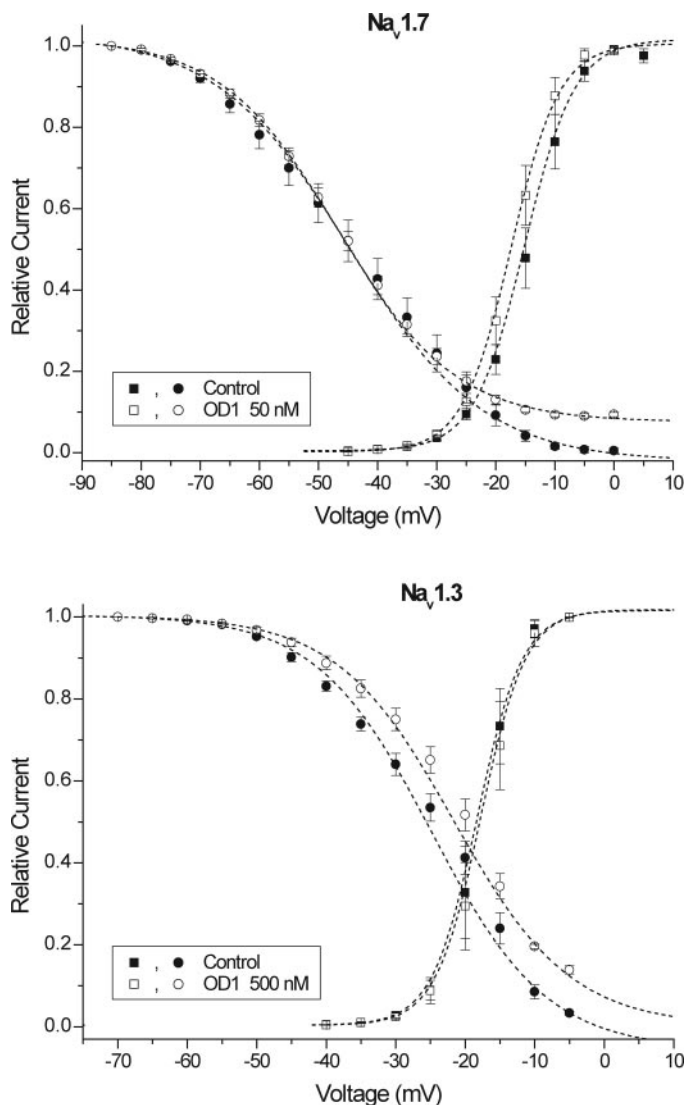 Nav1.7
1.0
0.8
0.6
0.4
0.2
0.0
Relative Current
■ , ● Control
□ , ○ OD1 50 nM
-90 -80 -70 -60 -50 -40 -30 -20 -10 0 10
Voltage (mV)
Nav1.3
1.0
0.8
0.6
0.4
0.2
0.0
Relative Current
■ , ● Control
□ , ○ OD1 500 nM
-70 -60 -50 -40 -30 -20 -10 0 10
Voltage (mV)